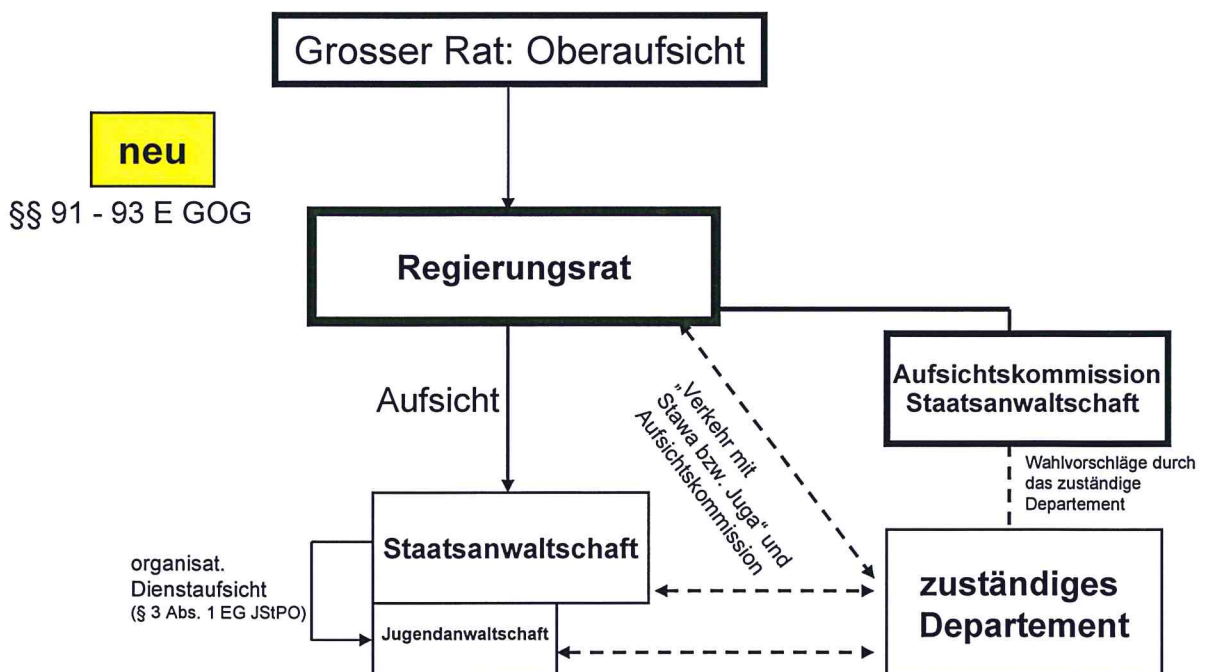 Grosser Rat: Oberaufsicht
neu
§§ 91 - 93 E GOG
Regierungsrat
Aufsicht
„Verkehr mit
Stawa bzw. Juga“ und
Aufsichtskommission
Aufsichtskommission
Staatsanwaltschaft
Wahlvorschläge durch
das zuständige
Departement
Staatsanwaltschaft
organisat.
Dienstaufsicht
(§ 3 Abs. 1 EG JStPO)
Jugendanwaltschaft
zuständiges
Departement